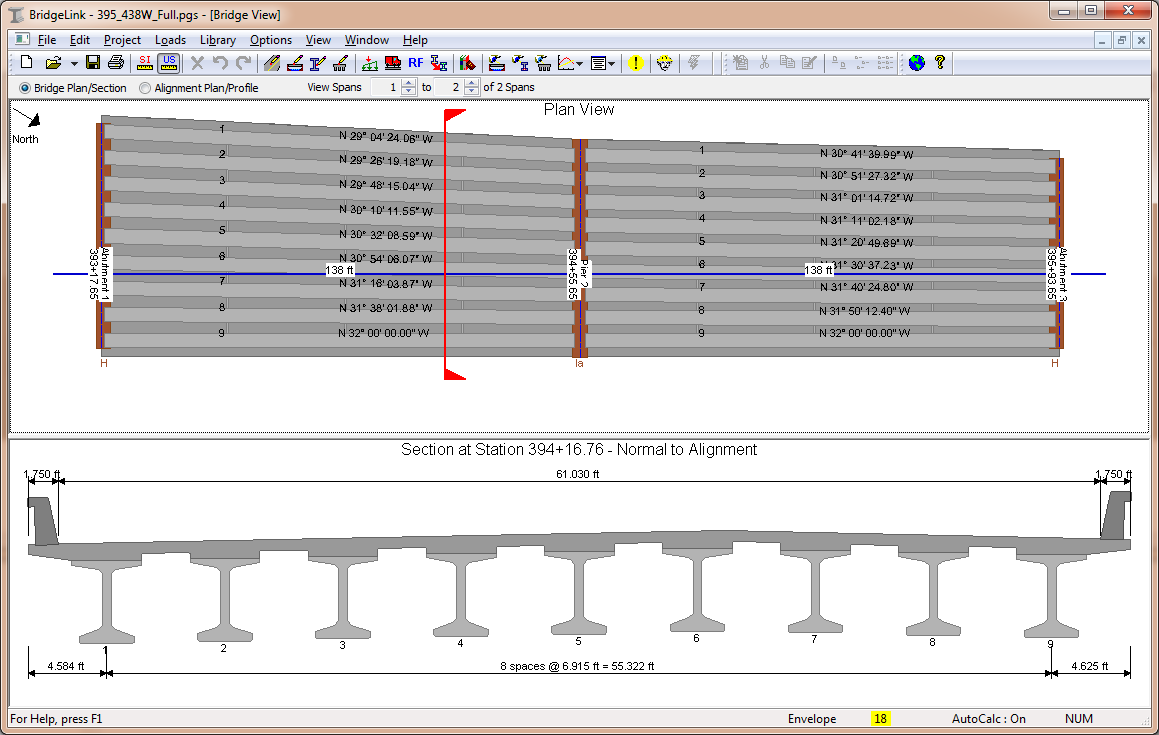 BridgeLink - 395_438W_Full.pgs - [Bridge View]
File Edit Project Loads Library Options View Window Help
SI US RF
Bridge Plan/Section Alignment Plan/Profile View Spans 1 to 2 of 2 Spans
Plan View
North
1 N 29° 04' 24.06" W 1 N 30° 41' 39.99" W
2 N 29° 26' 19.18" W 2 N 30° 51' 27.32" W
3 N 29° 48' 15.04" W 3 N 31° 01' 14.72" W
4 N 30° 10' 11.55" W 4 N 31° 11' 02.18" W
5 N 30° 32' 08.59" W 5 N 31° 20' 49.69" W
6 N 30° 54' 06.07" W 6 N 31° 30' 37.23" W
Abutment 1
393+17.65
138 ft
Pier 2
394+55.65
138 ft
Abutment 3
395+93.65
7 N 31° 16' 03.87" W 7 N 31° 40' 24.80" W
8 N 31° 38' 01.88" W 8 N 31° 50' 12.40" W
9 N 32° 00' 00.00" W 9 N 32° 00' 00.00" W
H Ia H
Section at Station 394+16.76 - Normal to Alignment
1.750 ft 61.030 ft 1.750 ft
1 2 3 4 5 6 7 8 9
4.584 ft 8 spaces @ 6.915 ft = 55.322 ft 4.625 ft
For Help, press F1 Envelope 18 AutoCalc : On NUM